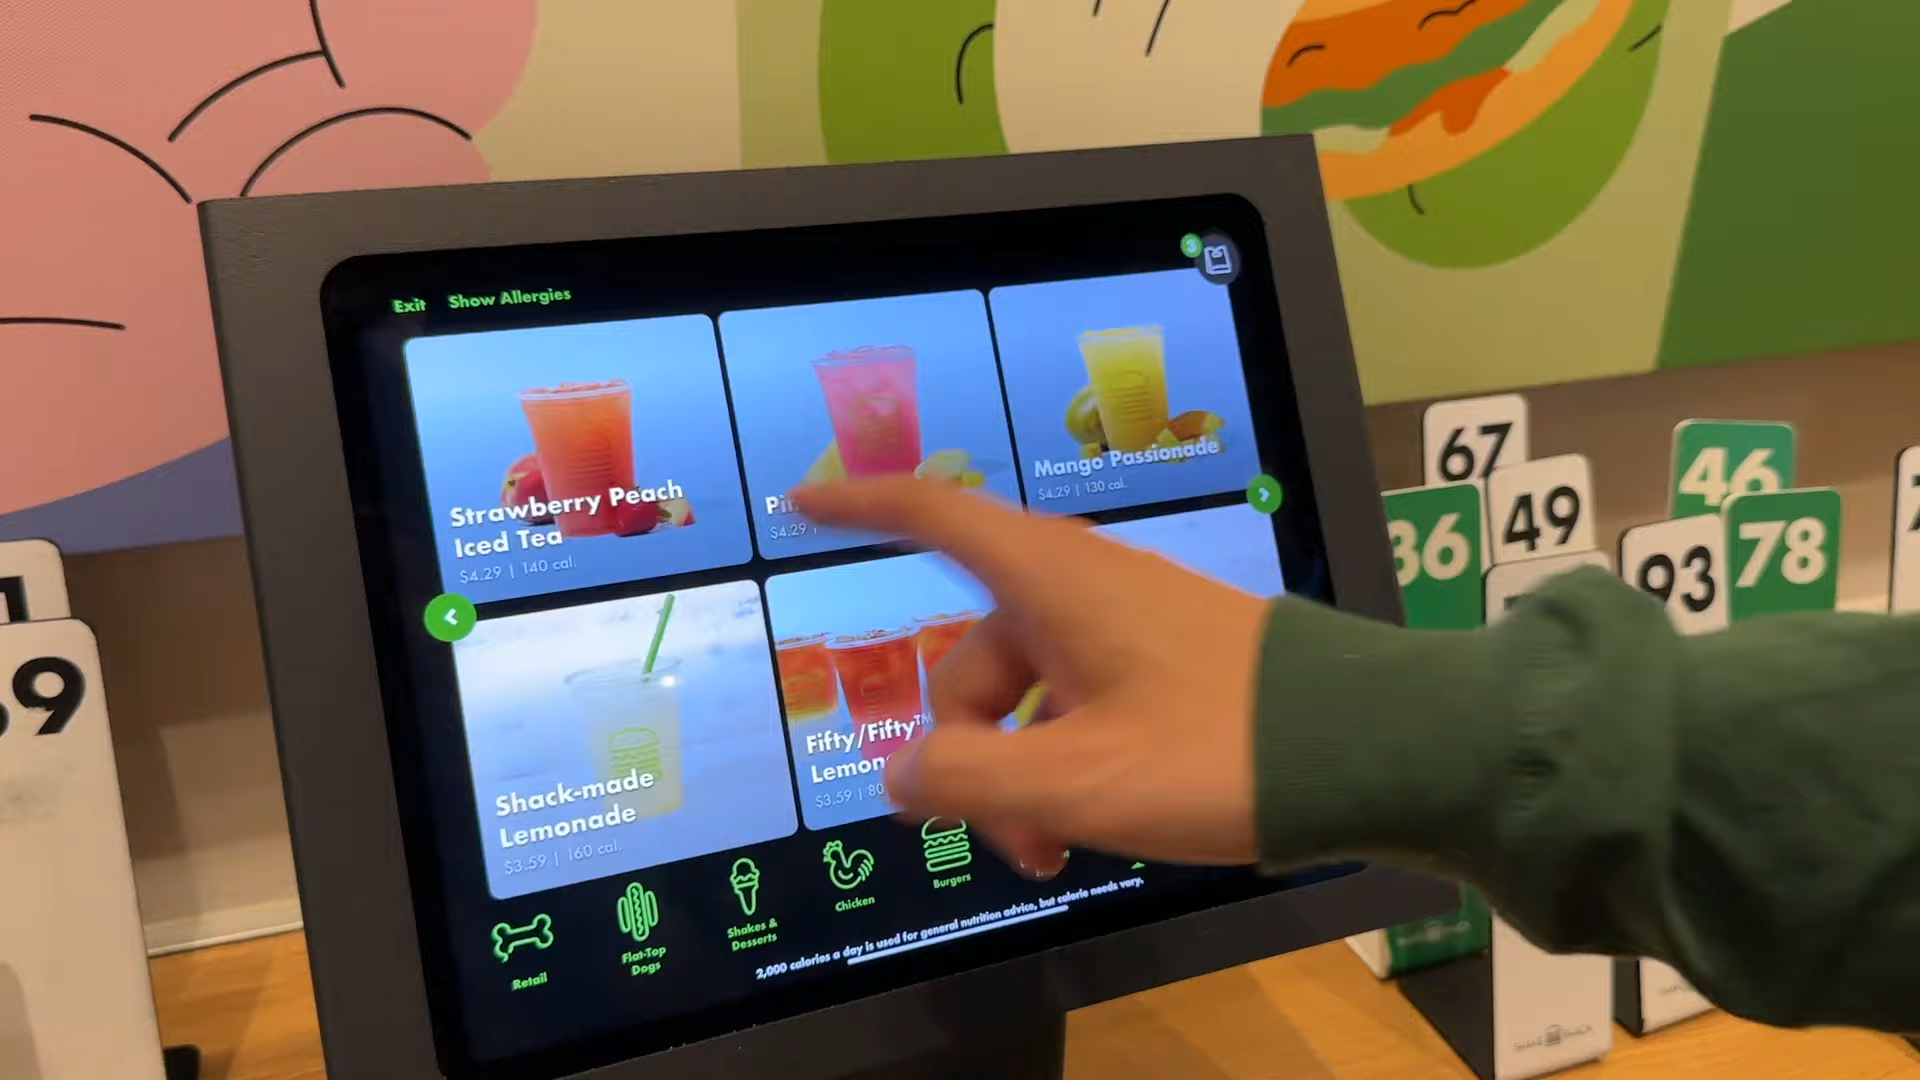 3
Exit Show Allergies
Strawberry Peach
Iced Tea
$4.29 | 140 cal.
$4.29 |
Mango Passionade
$4.29 | 130 cal.
Shack-made
Lemonade
$3.59 | 160 cal.
Fifty/Fifty™
$3.59 | 80
Retail
Flat-Top
Dogs
Shakes &
Desserts
Chicken
Burgers
2,000 calories a day is used for general nutrition advice, but calorie needs vary.
67
46
49
78
93
SHAKE SHACK